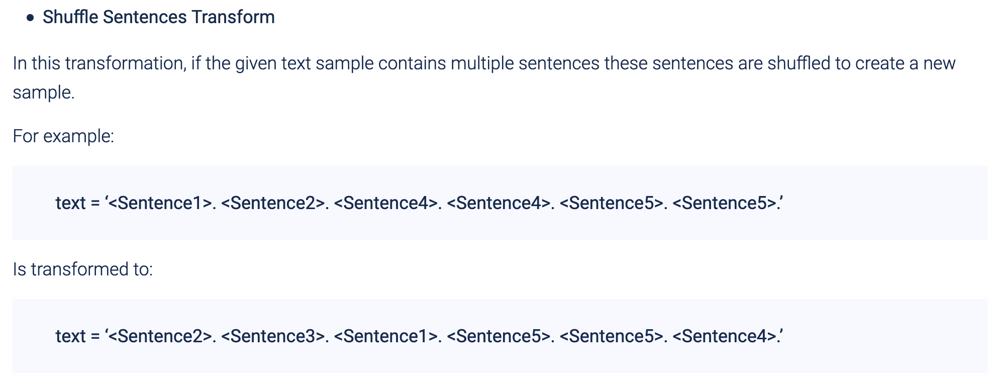 • Shuffle Sentences Transform
In this transformation, if the given text sample contains multiple sentences these sentences are shuffled to create a new
sample.
For example:
text = ‘<Sentence1>. <Sentence2>. <Sentence4>. <Sentence4>. <Sentence5>. <Sentence5>.’
Is transformed to:
text = ‘<Sentence2>. <Sentence3>. <Sentence1>. <Sentence5>. <Sentence5>. <Sentence4>.’